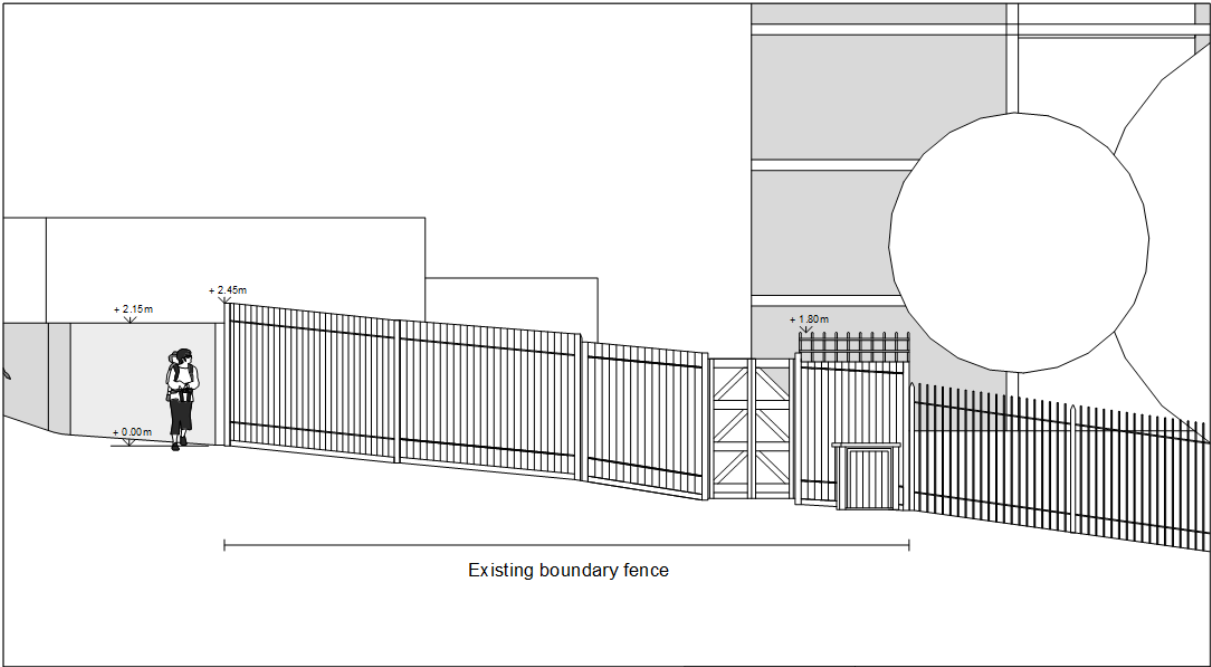 + 2.45m
+ 2.15m
+ 1.80m
+ 0.00m
Existing boundary fence